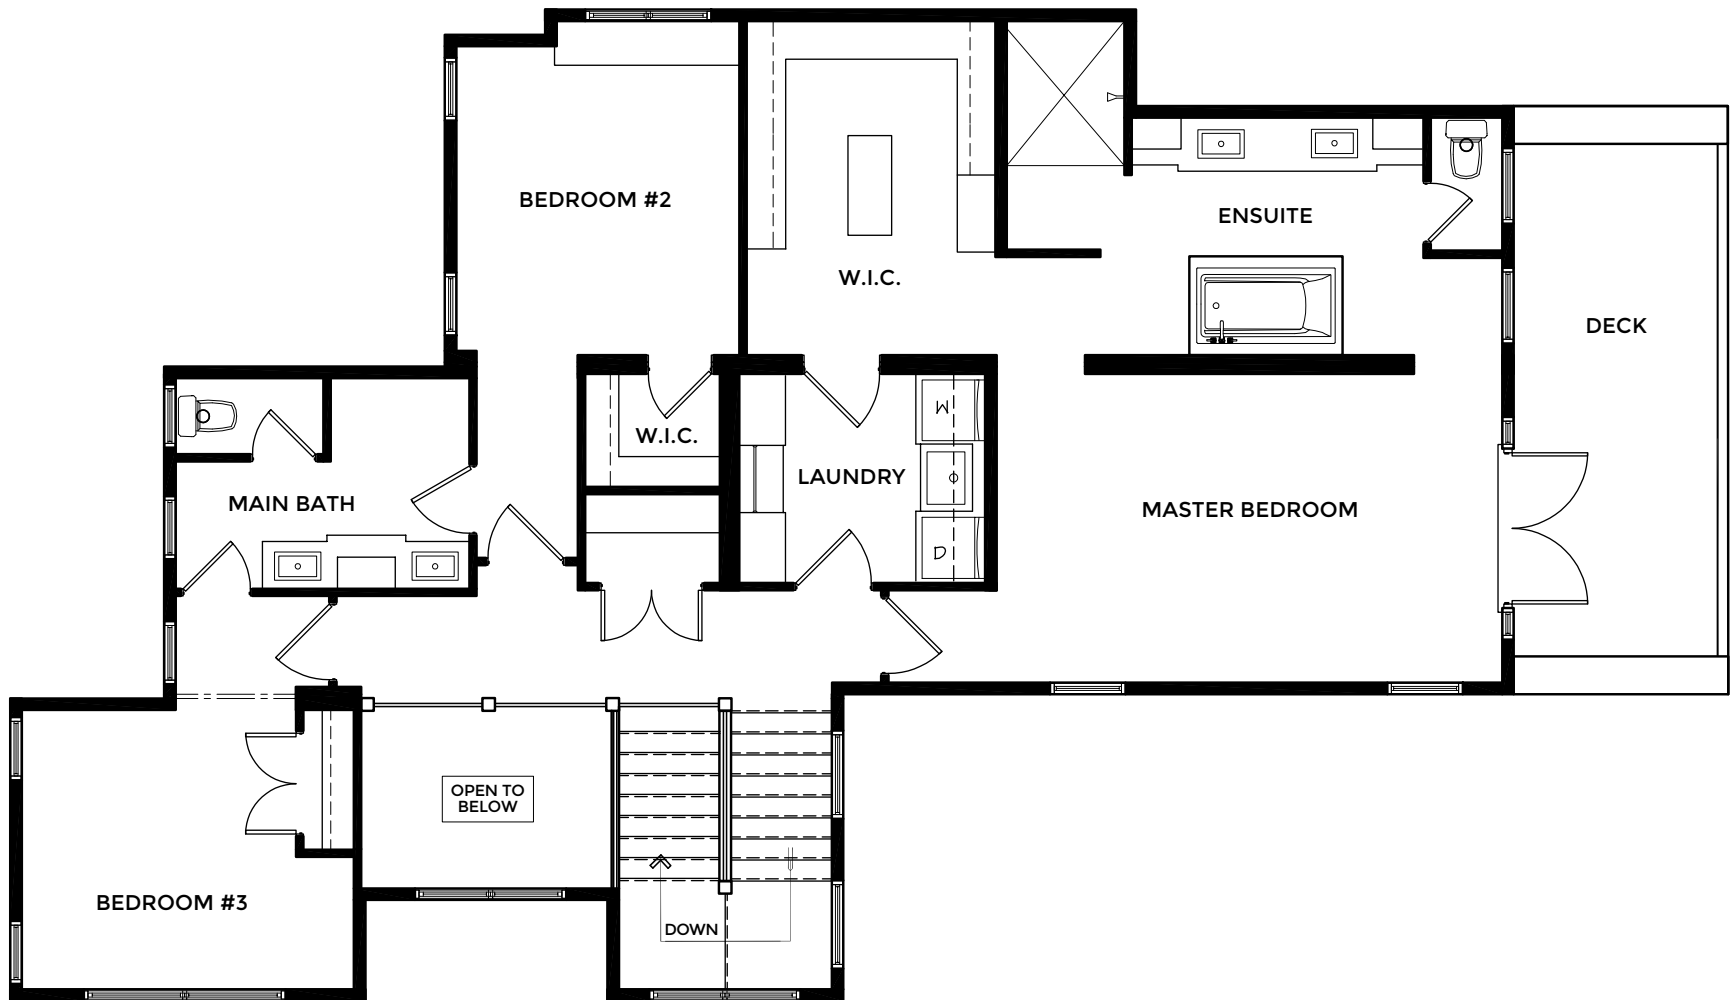 BEDROOM #2
ENSUITE
W.I.C.
DECK
W
W.I.C.
LAUNDRY
MAIN BATH
MASTER BEDROOM
D
OPEN TO
BELOW
BEDROOM #3
DOWN